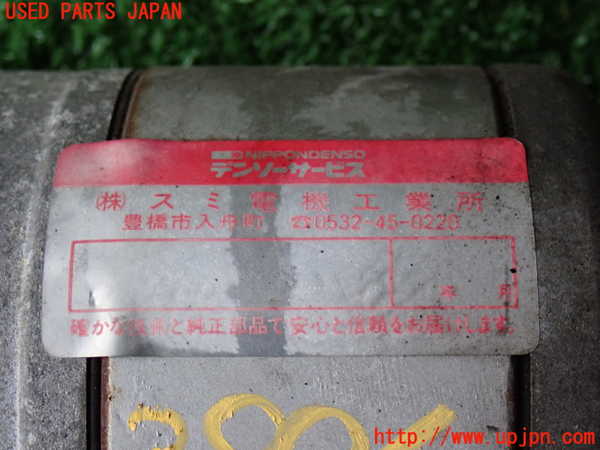 USED PARTS JAPAN
NIPPONDENSO
デンソーサービス
(株) スミ電機工業所
豊橋市入舟町 ☎0532-45-0220
年 月
確かな技術と純正部品で安心と信頼をお届けします。
http://www.upjpn.com/